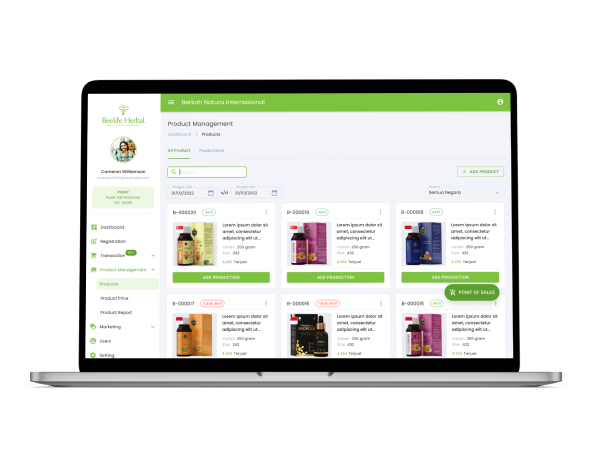 Beelife Herbal
Cameron Williamson
PUSAT
Pusat Administrator
Dashboard
Registration
Transaction
Product Management
Products
Product Price
Product Report
Marketing
Users
Setting
Berkah Natura Internasional
Product Management
Dashboard > Products
All Product Productions
+ ADD PRODUCT
01/03/2022 s/d 31/03/2022
Semua Negara
B-000020 Aktif
Lorem ipsum dolor sit
amet, consectetur
adipiscing elit ut...
Varian: 250 gram
Stok: 432
Terjual
ADD PRODUCTION
B-000019 Aktif
Lorem ipsum dolor sit
amet, consectetur
adipiscing elit ut...
Varian: 250 gram
Stok: 432
Terjual
ADD PRODUCTION
B-000018 Aktif
Lorem ipsum dolor sit
amet, consectetur
adipiscing elit ut...
Varian: 250 gram
Stok: 432
4.234 Terjual
ADD PRODUCTION
POINT OF SALES
B-000017 Tidak Aktif
Lorem ipsum dolor sit
amet, consectetur
adipiscing elit ut...
Varian: 250 gram
Stok: 342
Terjual
B-000016 Tidak Aktif
Lorem ipsum dolor sit
amet, consectetur
adipiscing elit ut...
Varian: 250 gram
Stok: 432
4.234 Terjual
B-000015 Aktif
Lorem ipsum dolor sit
amet, consectetur
adipiscing elit ut...
Varian: 250 gram
Stok: 432
4.234 Terjual